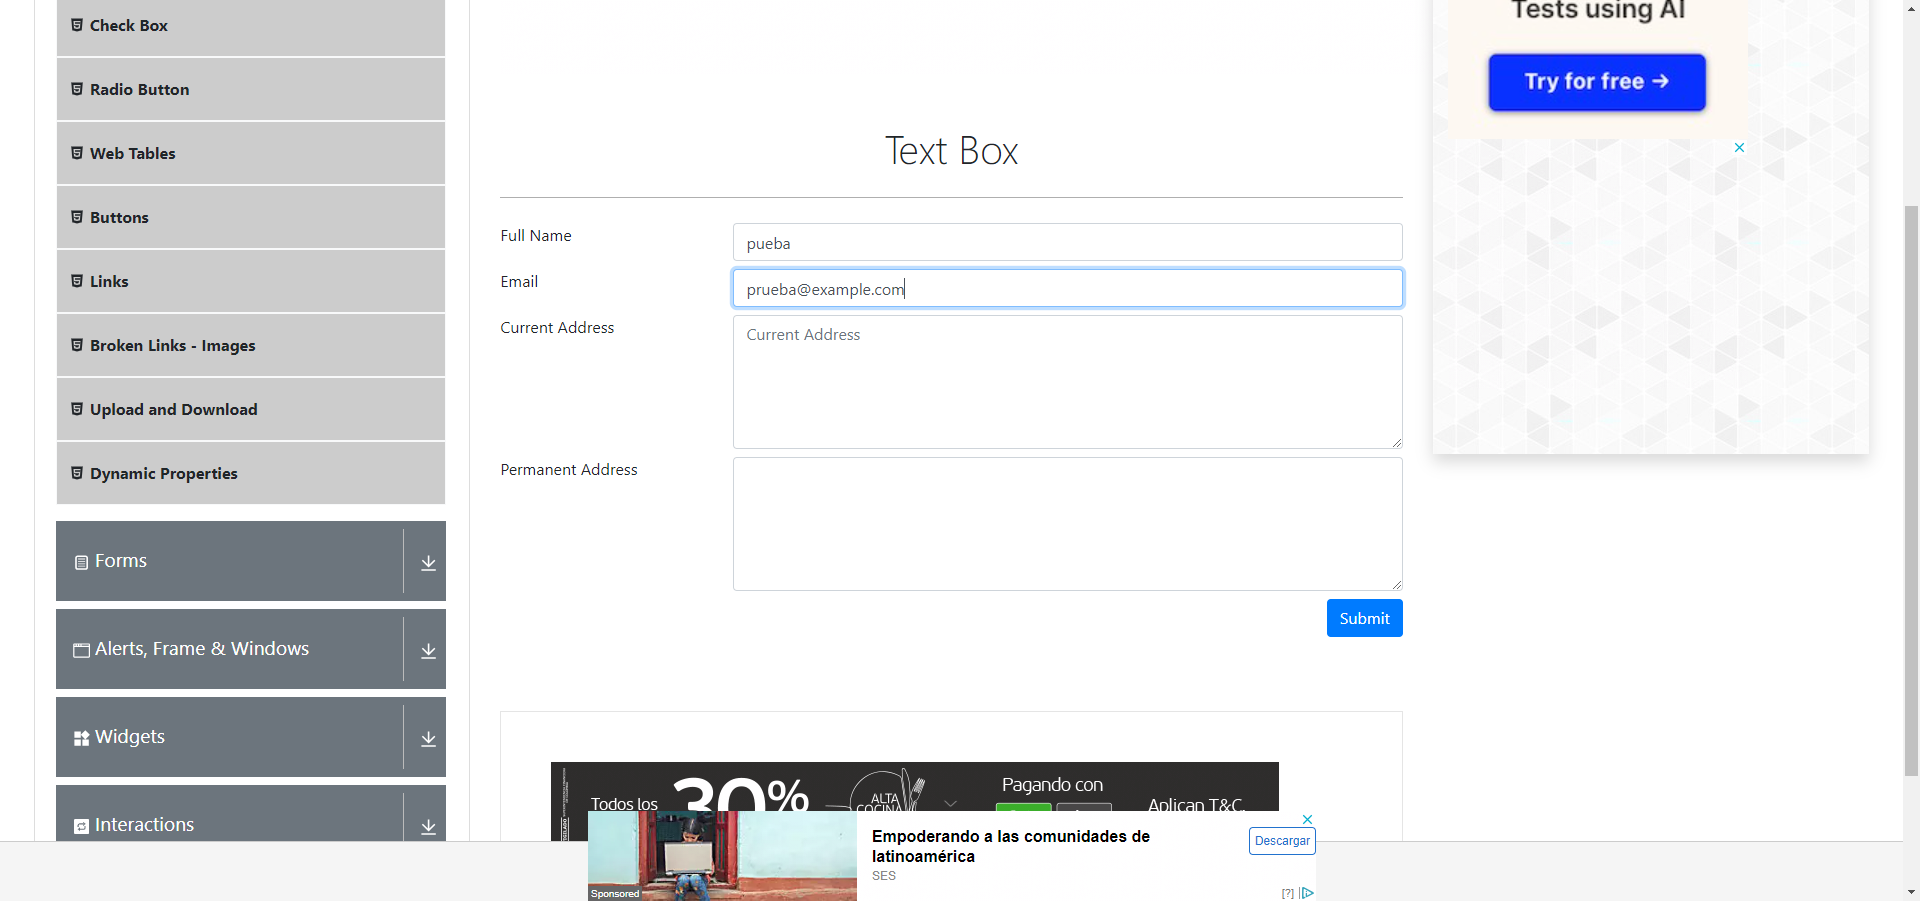 Check Box
Radio Button
Web Tables
Buttons
Links
Broken Links - Images
Upload and Download
Dynamic Properties
Forms
Alerts, Frame & Windows
Widgets
Interactions
Text Box
Full Name
pueba
Email
prueba@example.com
Current Address
Current Address
Permanent Address
Submit
Tests using AI
Try for free →
Todos los
30%
ALTA
COCINA
Pagando con
Aplican T&C.
Empoderando a las comunidades de
latinoamérica
SES
Descargar
Sponsored
[?]